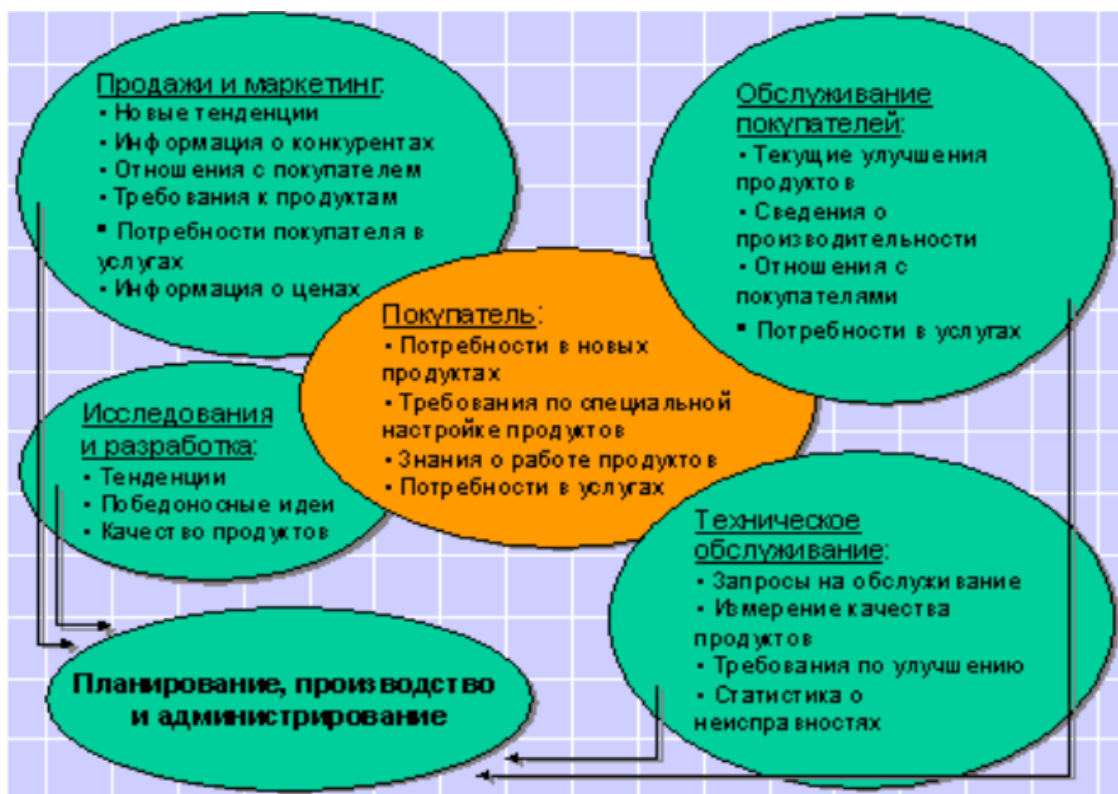 Продажи и маркетинг:
• Новые тенденции
• Информация о конкурентах
• Отношения с покупателем
• Требования к продуктам
▪ Потребности покупателя в
услугах
• Информация о ценах
Обслуживание
покупателей:
• Текущие улучшения
продуктов
• Сведения о
производительности
• Отношения с
покупателями
▪ Потребности в услугах
Покупатель:
• Потребности в новых
продуктах
• Требования по специальной
настройке продуктов
• Знания о работе продуктов
• Потребности в услугах
Исследования
и разработка:
• Тенденции
• Победоносные идеи
• Качество продуктов
Техническое
обслуживание:
• Запросы на обслуживание
• Измерение качества
продуктов
• Требования по улучшению
• Статистика о
неисправностях
Планирование, производство
и администрирование